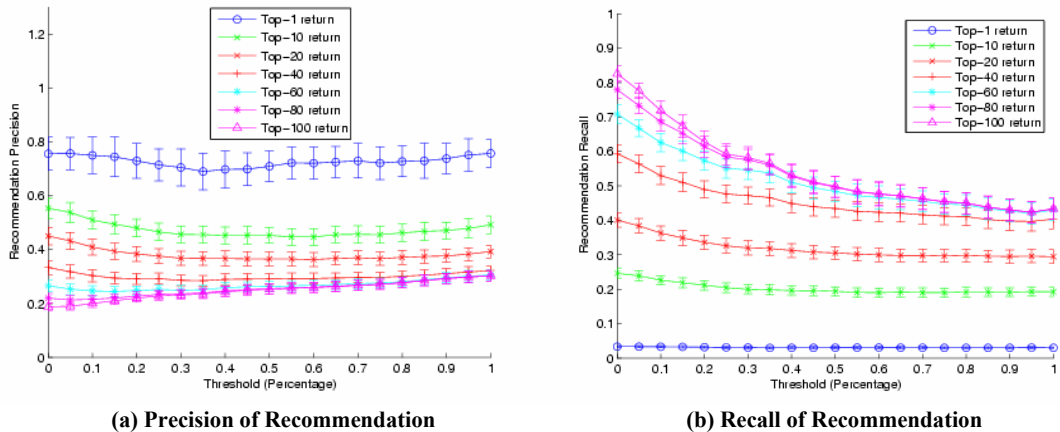 1.2
1
0.8
0.6
0.4
0.2
0
Recommendation Precision
Top-1 return
Top-10 return
Top-20 return
Top-40 return
Top-60 return
Top-80 return
Top-100 return
0 0.1 0.2 0.3 0.4 0.5 0.6 0.7 0.8 0.9 1
Threshold (Percentage)
(a) Precision of Recommendation
1
0.9
0.8
0.7
0.6
0.5
0.4
0.3
0.2
0.1
0
Recommendation Recall
Top-1 return
Top-10 return
Top-20 return
Top-40 return
Top-60 return
Top-80 return
Top-100 return
0 0.1 0.2 0.3 0.4 0.5 0.6 0.7 0.8 0.9 1
Threshold (Percentage)
(b) Recall of Recommendation